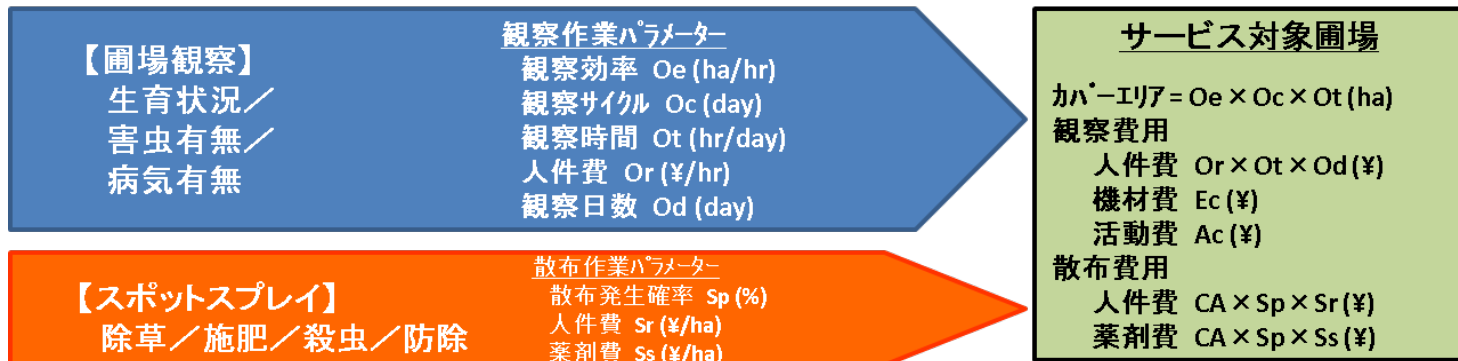 【圃場観察】
生育状況／
害虫有無／
病気有無
観察作業ﾊﾟﾗﾒｰﾀｰ
観察効率 Oe (ha/hr)
観察ｻｲｸﾙ Oc (day)
観察時間 Ot (hr/day)
人件費 Or (¥/hr)
観察日数 Od (day)
【スポットスプレイ】
除草／施肥／殺虫／防除
散布作業ﾊﾟﾗﾒｰﾀｰ
散布発生確率 Sp (%)
人件費 Sr (¥/ha)
薬剤費 Ss (¥/ha)
サービス対象圃場
ｶﾊﾞｰｴﾘｱ = Oe × Oc × Ot (ha)
観察費用
人件費 Or × Ot × Od (¥)
機材費 Ec (¥)
活動費 Ac (¥)
散布費用
人件費 CA × Sp × Sr (¥)
薬剤費 CA × Sp × Ss (¥)